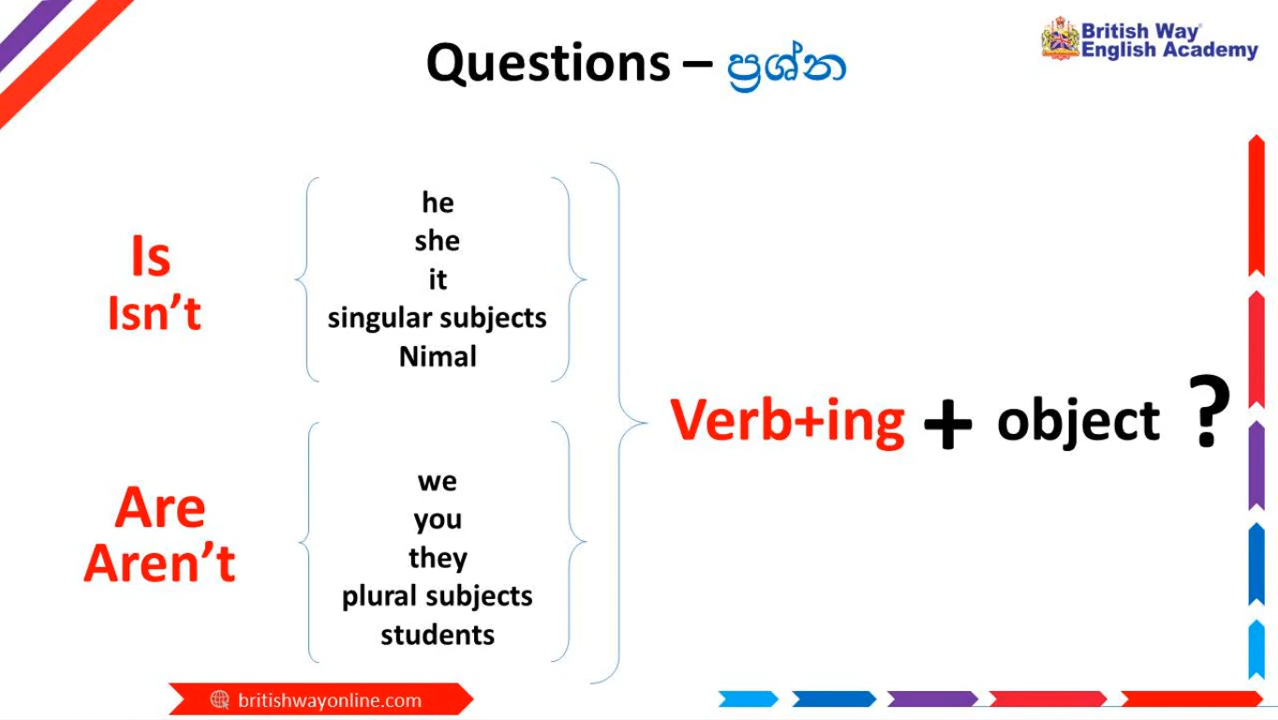 Questions – ප්‍රශ්න
British Way
English Academy
Is
Isn’t
he
she
it
singular subjects
Nimal
Are
Aren’t
we
you
they
plural subjects
students
Verb+ing + object ?
britishwayonline.com